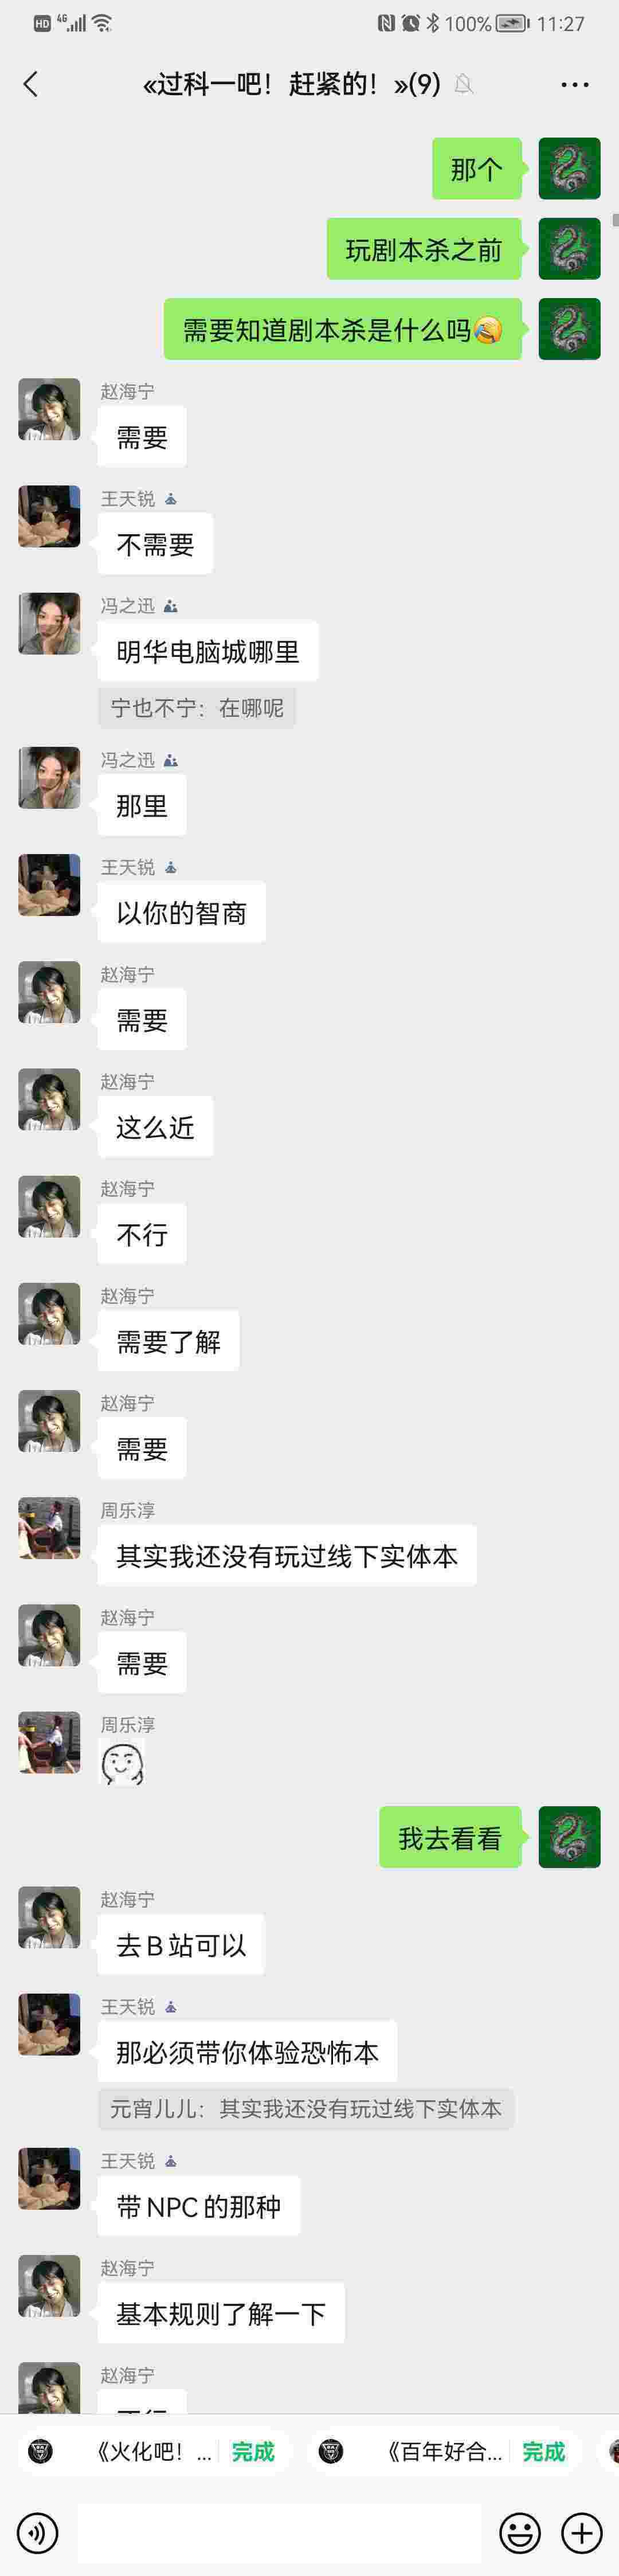 HD 4G 100% 11:27
«过科一吧！赶紧的！»(9)
那个
玩剧本杀之前
需要知道剧本杀是什么吗
赵海宁
需要
王天锐
不需要
冯之迅
明华电脑城哪里
宁也不宁：在哪呢
冯之迅
那里
王天锐
以你的智商
赵海宁
需要
赵海宁
这么近
赵海宁
不行
赵海宁
需要了解
赵海宁
需要
周乐淳
其实我还没有玩过线下实体本
赵海宁
需要
周乐淳
我去看看
赵海宁
去B站可以
王天锐
那必须带你体验恐怖本
元宵儿儿：其实我还没有玩过线下实体本
王天锐
带NPC的那种
赵海宁
基本规则了解一下
赵海宁
《火化吧！... 完成 《百年好合... 完成